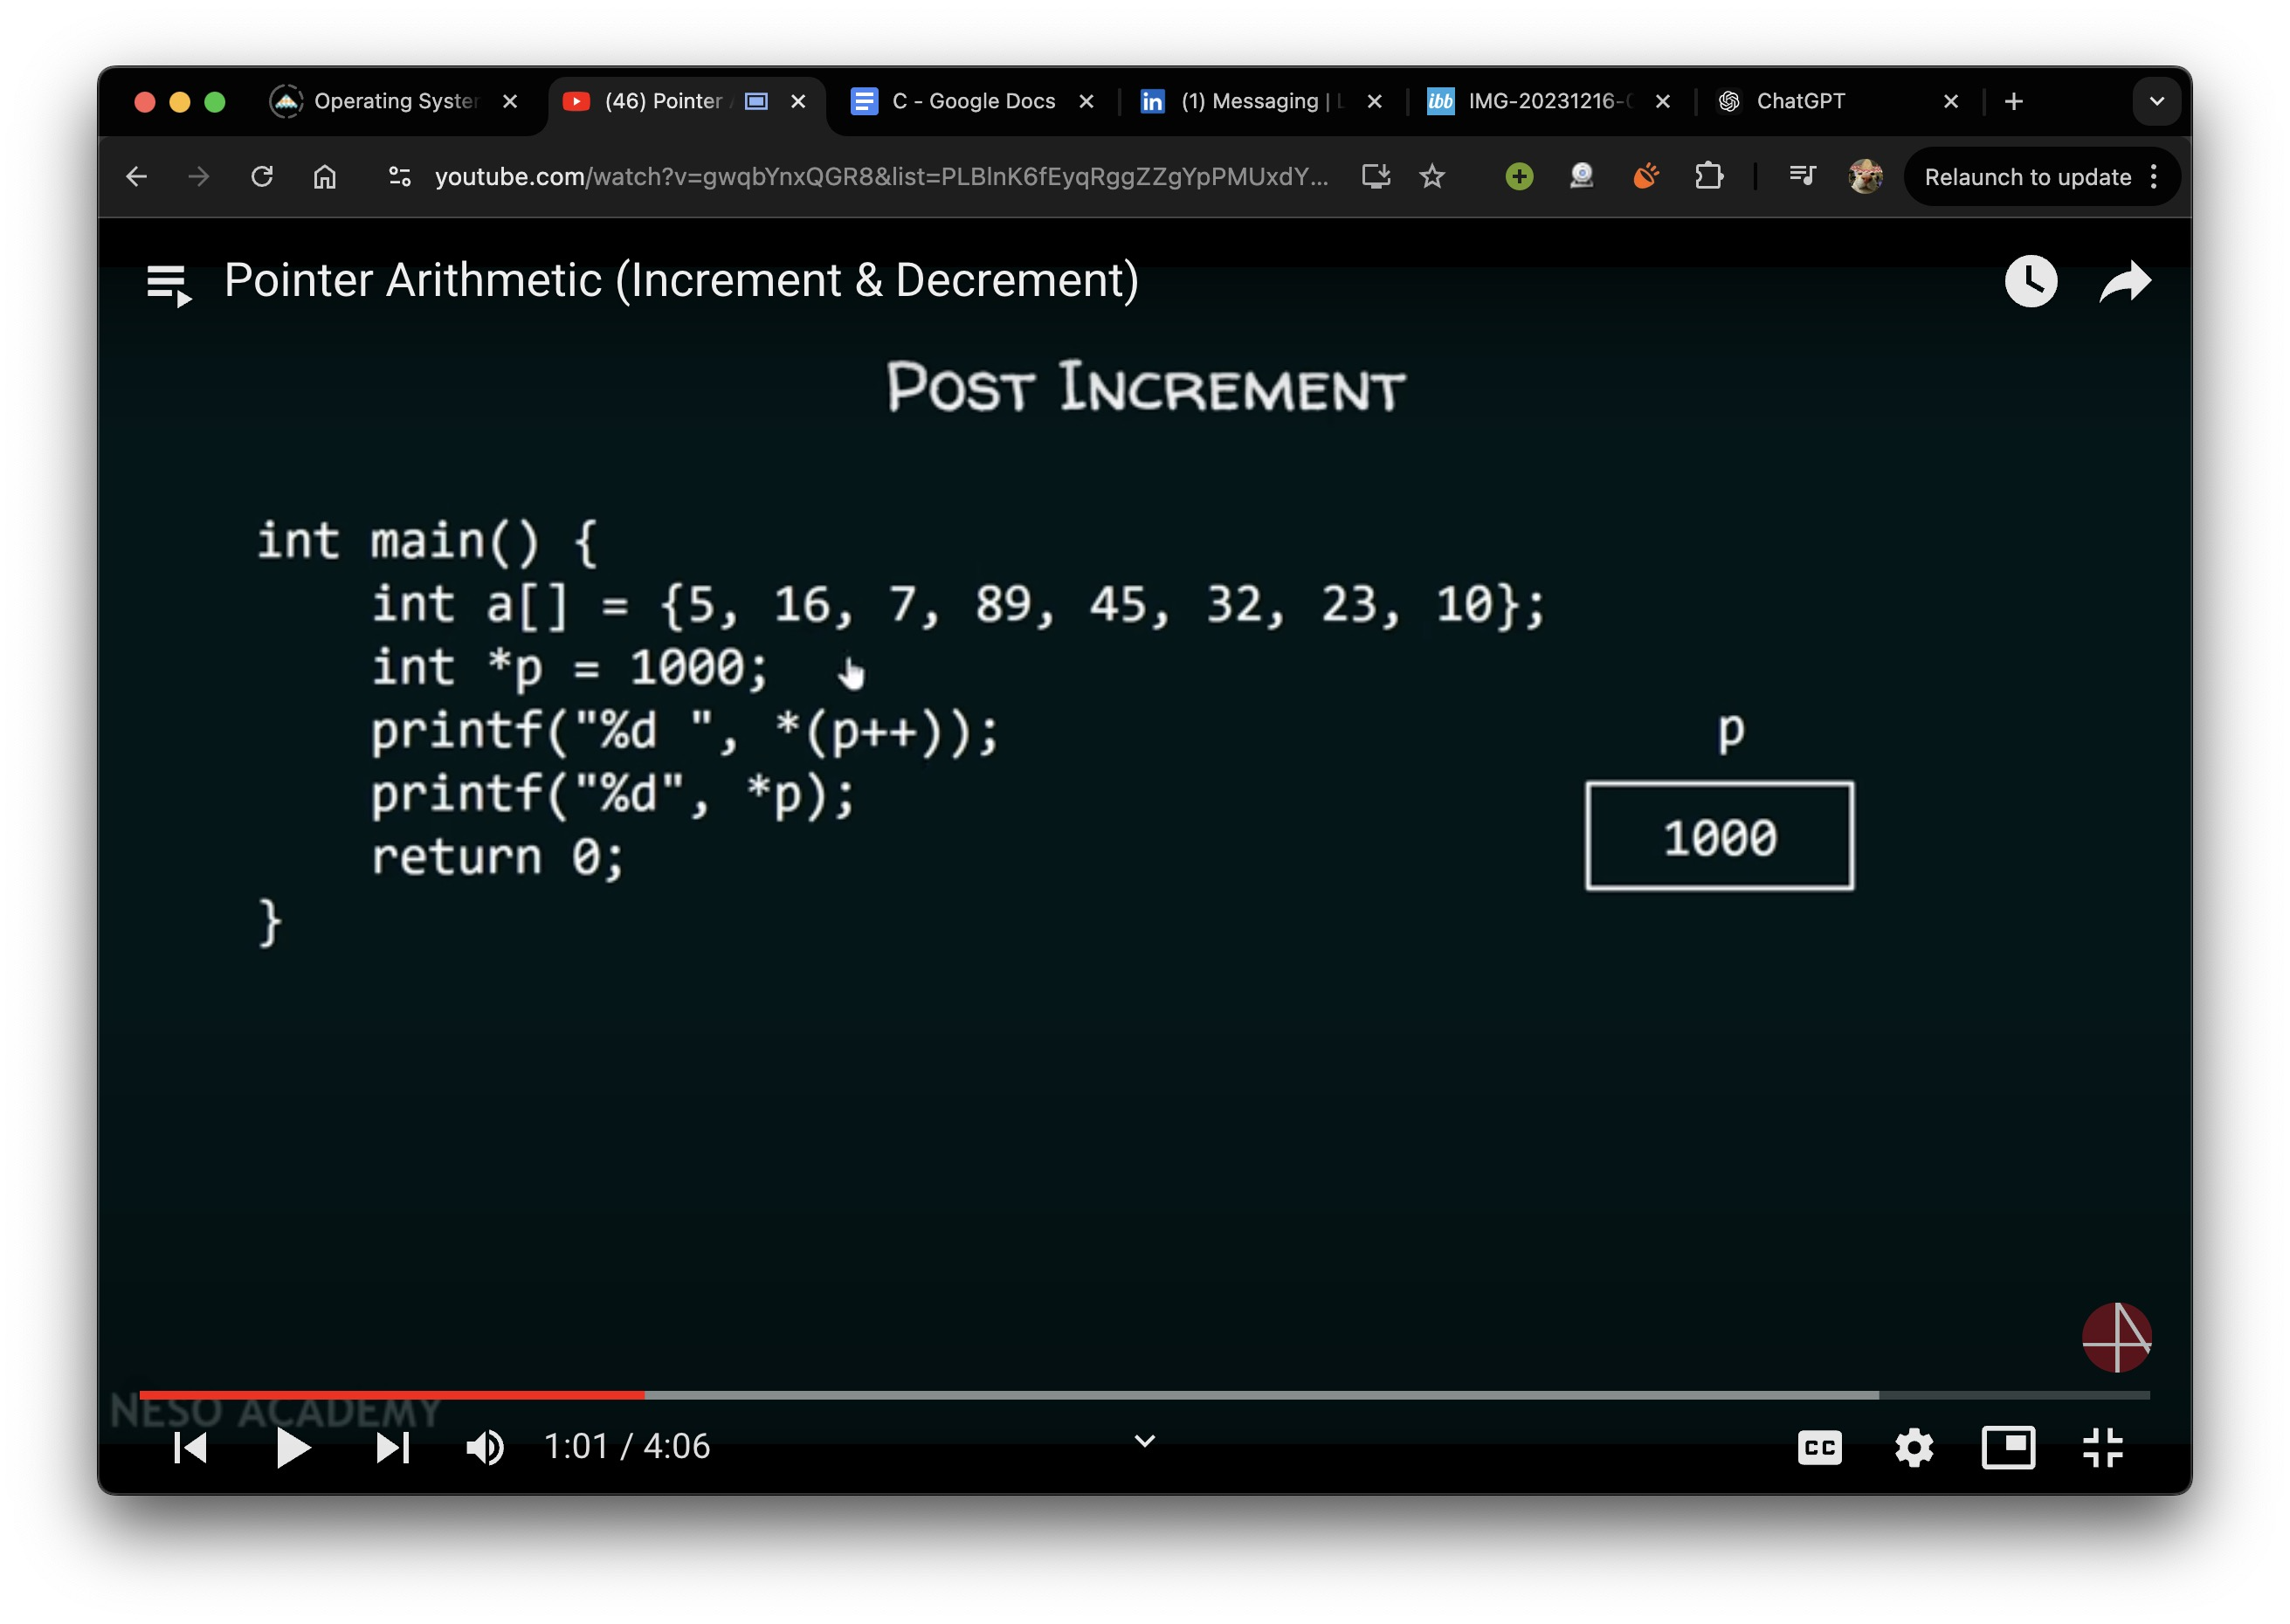 Operating Syste
(46) Pointer
C - Google Docs
(1) Messaging |
IMG-20231216-
ChatGPT
youtube.com/watch?v=gwqbYnxQGR8&list=PLBlnK6fEyqRggZZgYpPMUxdY...
Relaunch to update
Pointer Arithmetic (Increment & Decrement)
POST INCREMENT
int main() {
int a[] = {5, 16, 7, 89, 45, 32, 23, 10};
int *p = 1000;
printf("%d ", *(p++));
printf("%d", *p);
return 0;
}
p
1000
NESO ACADEMY
1:01 / 4:06
CC